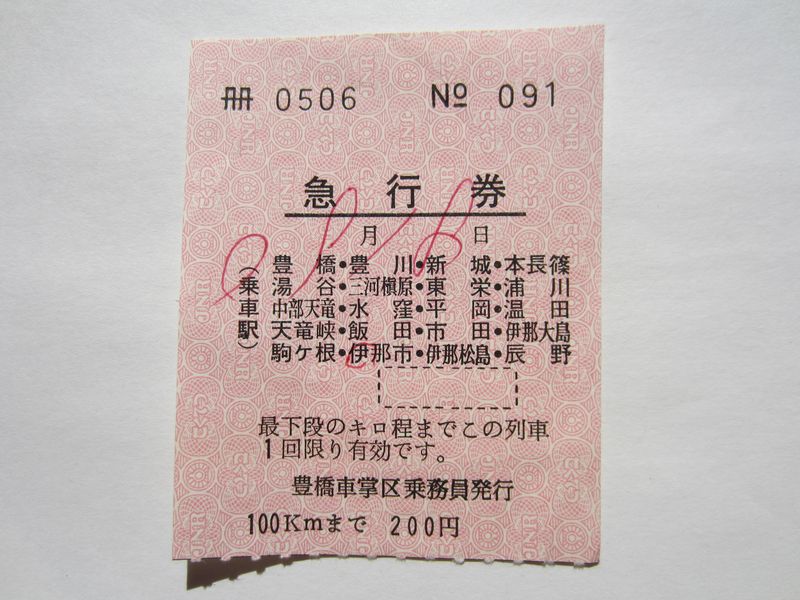 冊 0506 No 091
急行券
月 日
(乗車駅)
豊橋・豊川・新城・本長篠
湯谷・三河槇原・東栄・浦川
中部天竜・水窪・平岡・温田
天竜峡・飯田・市田・伊那大島
駒ヶ根・伊那市・伊那松島・辰野
最下段のキロ程までこの列車
1回限り有効です。
豊橋車掌区乗務員発行
100Kmまで 200円